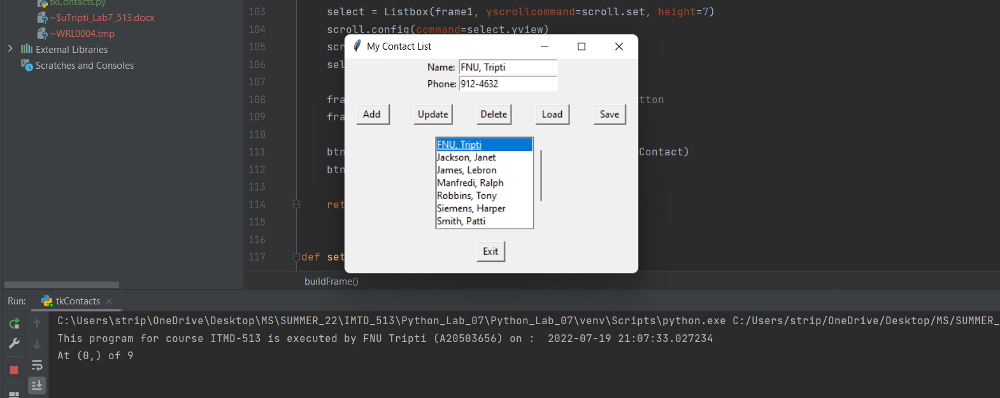 tkContacts.py
~$uTripti_Lab7_513.docx
~WRL0004.tmp
External Libraries
Scratches and Consoles
103 select = Listbox(frame1, yscrollcommand=scroll.set, height=7)
104 scroll.config(command=select.yview)
105 scr
106 sel
107
108 fra tton
109 fra
110
111 btn Contact)
112 btn
113
114 ret
115
116
117 def set
My Contact List
Name: FNU, Tripti
Phone: 912-4632
Add Update Delete Load Save
FNU, Tripti
Jackson, Janet
James, Lebron
Manfredi, Ralph
Robbins, Tony
Siemens, Harper
Smith, Patti
Exit
buildFrame()
Run: tkContacts
C:\Users\strip\OneDrive\Desktop\MS\SUMMER_22\IMTD_513\Python_Lab_07\Python_Lab_07\venv\Scripts\python.exe C:/Users/strip/OneDrive/Desktop/MS/SUMMER_
This program for course ITMD-513 is executed by FNU Tripti (A20503656) on :  2022-07-19 21:07:33.027234
At (0,) of 9